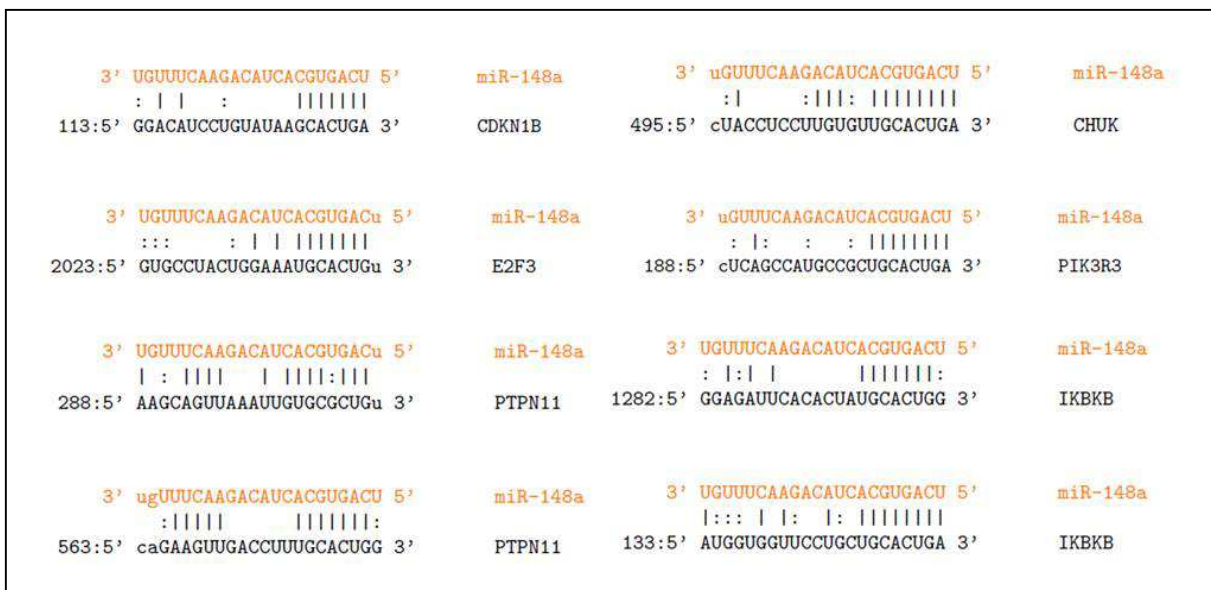 3’ UGUUUCAAGACAUCACGUGACU 5’ miR-148a
: | | : |||||||
113:5’ GGACAUCCUGUAUAAGCACUGA 3’ CDKN1B
3’ uGUUUCAAGACAUCACGUGACU 5’ miR-148a
:| :|||: ||||||||
495:5’ cUACCUCCUUGUGUUGCACUGA 3’ CHUK
3’ UGUUUCAAGACAUCACGUGACu 5’ miR-148a
::: : | | |||||||
2023:5’ GUGCCUACUGGAAAUGCACUGu 3’ E2F3
3’ uGUUUCAAGACAUCACGUGACU 5’ miR-148a
: |: : : ||||||||
188:5’ cUCAGCCAUGCCGCUGCACUGA 3’ PIK3R3
3’ UGUUUCAAGACAUCACGUGACu 5’ miR-148a
| : |||| | ||||:|||
288:5’ AAGCAGUUAAAUUGUGCGCUGu 3’ PTPN11
3’ UGUUUCAAGACAUCACGUGACU 5’ miR-148a
: |:| | |||||||:
1282:5’ GGAGAUUCACACUAUGCACUGG 3’ IKBKB
3’ ugUUUCAAGACAUCACGUGACU 5’ miR-148a
:||||| |||||||:
563:5’ caGAAGUUGACCUUUGCACUGG 3’ PTPN11
3’ UGUUUCAAGACAUCACGUGACU 5’ miR-148a
|::: | |: |: ||||||||
133:5’ AUGGUGGUUCCUGCUGCACUGA 3’ IKBKB